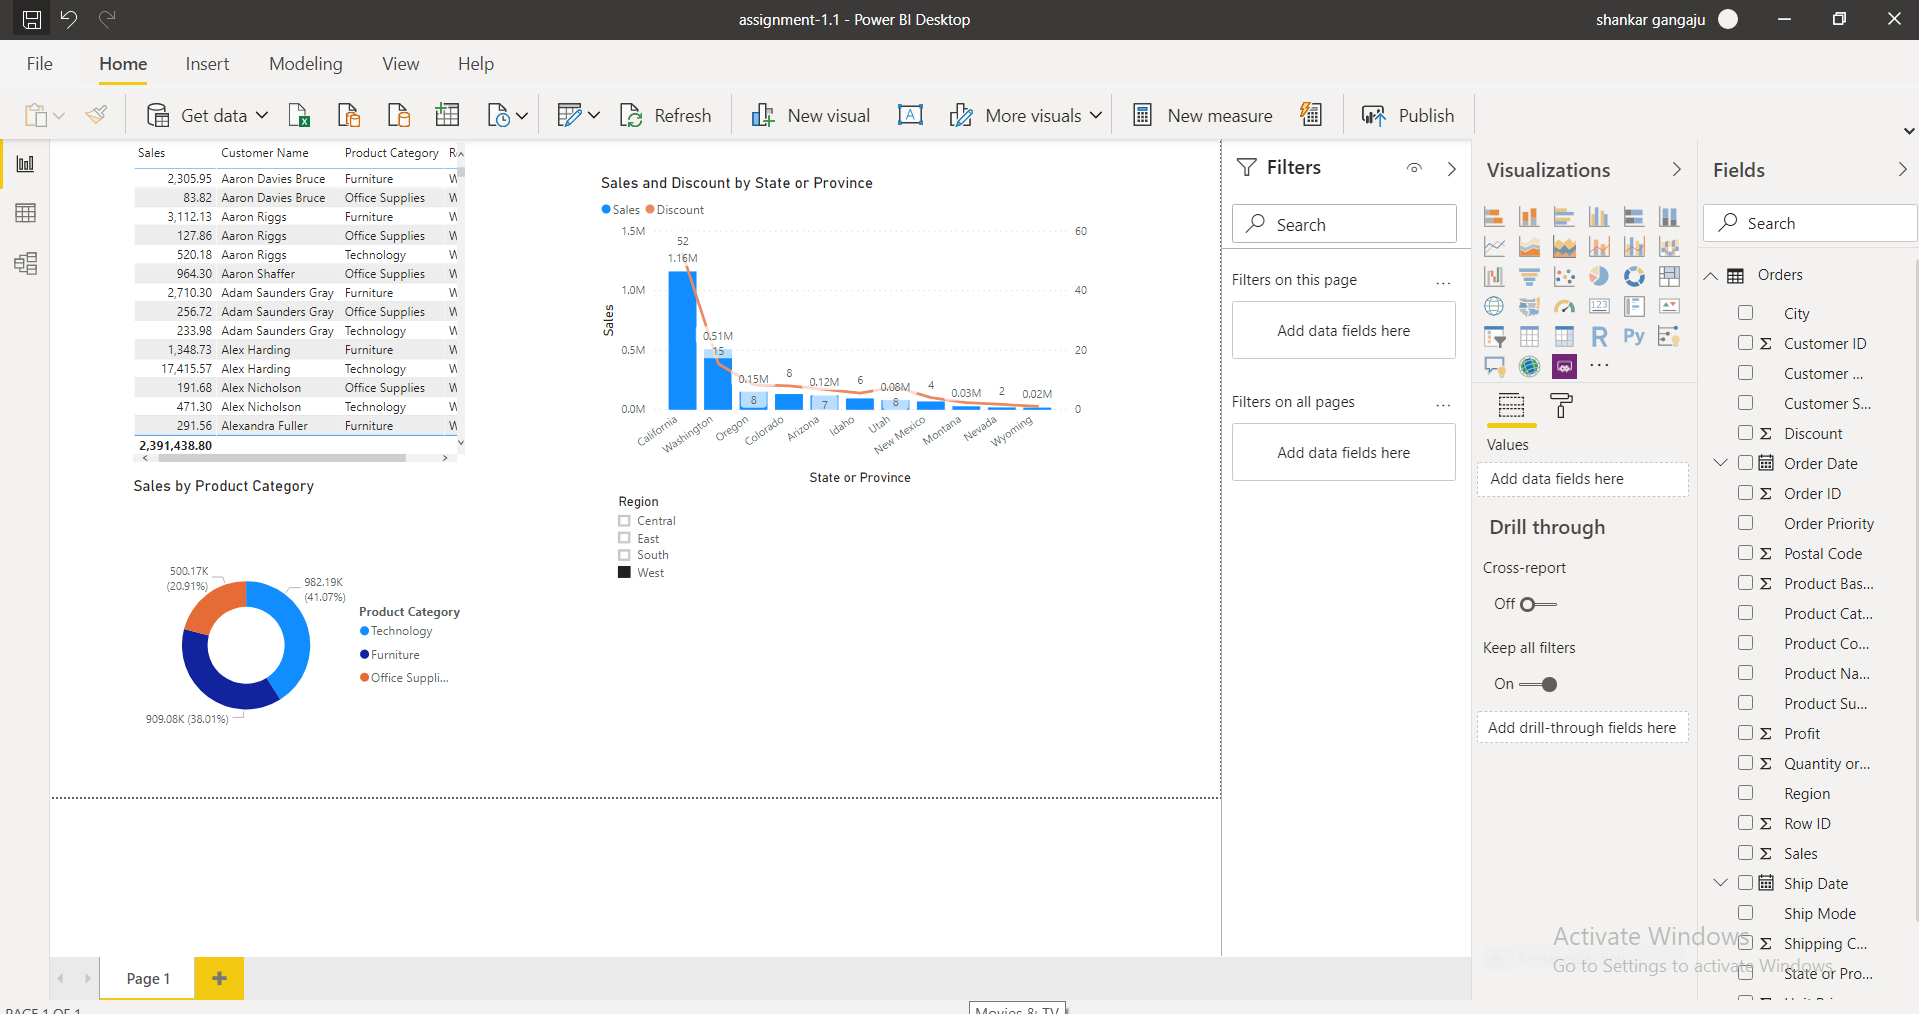 assignment-1.1 - Power BI Desktop
shankar gangaju
File Home Insert Modeling View Help
Get data Refresh New visual More visuals New measure Publish
Sales Customer Name Product Category
2,305.95 Aaron Davies Bruce Furniture W
83.82 Aaron Davies Bruce Office Supplies W
3,112.13 Aaron Riggs Furniture W
127.86 Aaron Riggs Office Supplies W
520.18 Aaron Riggs Technology W
964.30 Aaron Shaffer Office Supplies W
2,710.30 Adam Saunders Gray Furniture W
256.72 Adam Saunders Gray Office Supplies W
233.98 Adam Saunders Gray Technology W
1,348.73 Alex Harding Furniture W
17,415.57 Alex Harding Technology W
191.68 Alex Nicholson Office Supplies W
471.30 Alex Nicholson Technology W
291.56 Alexandra Fuller Furniture W
2,391,438.80
Sales by Product Category
500.17K
(20.91%)
982.19K
(41.07%)
909.08K (38.01%)
Product Category
Technology
Furniture
Office Suppli...
Sales and Discount by State or Province
Sales Discount
1.5M
1.0M
0.5M
0.0M
Sales
60
40
20
0
52
1.16M
0.51M
15
0.15M
8
8
0.12M
7
6
0.08M
8
4
0.03M
2
0.02M
California
Washington
Oregon
Colorado
Arizona
Idaho
Utah
New Mexico
Montana
Nevada
Wyoming
State or Province
Region
Central
East
South
West
Filters
Search
Filters on this page ...
Add data fields here
Filters on all pages ...
Add data fields here
Visualizations
123
R
Py
...
Values
Add data fields here
Drill through
Cross-report
Off
Keep all filters
On
Add drill-through fields here
Fields
Search
Orders
City
Σ Customer ID
Customer ...
Customer S...
Σ Discount
Order Date
Σ Order ID
Order Priority
Σ Postal Code
Σ Product Bas...
Product Cat...
Product Co...
Product Na...
Product Su...
Σ Profit
Σ Quantity or...
Region
Σ Row ID
Σ Sales
Ship Date
Ship Mode
Σ Shipping C...
State or Pro...
Activate Windows
Go to Settings to activate Windows.
Page 1
PAGE 1 OF 1
Movies & TV